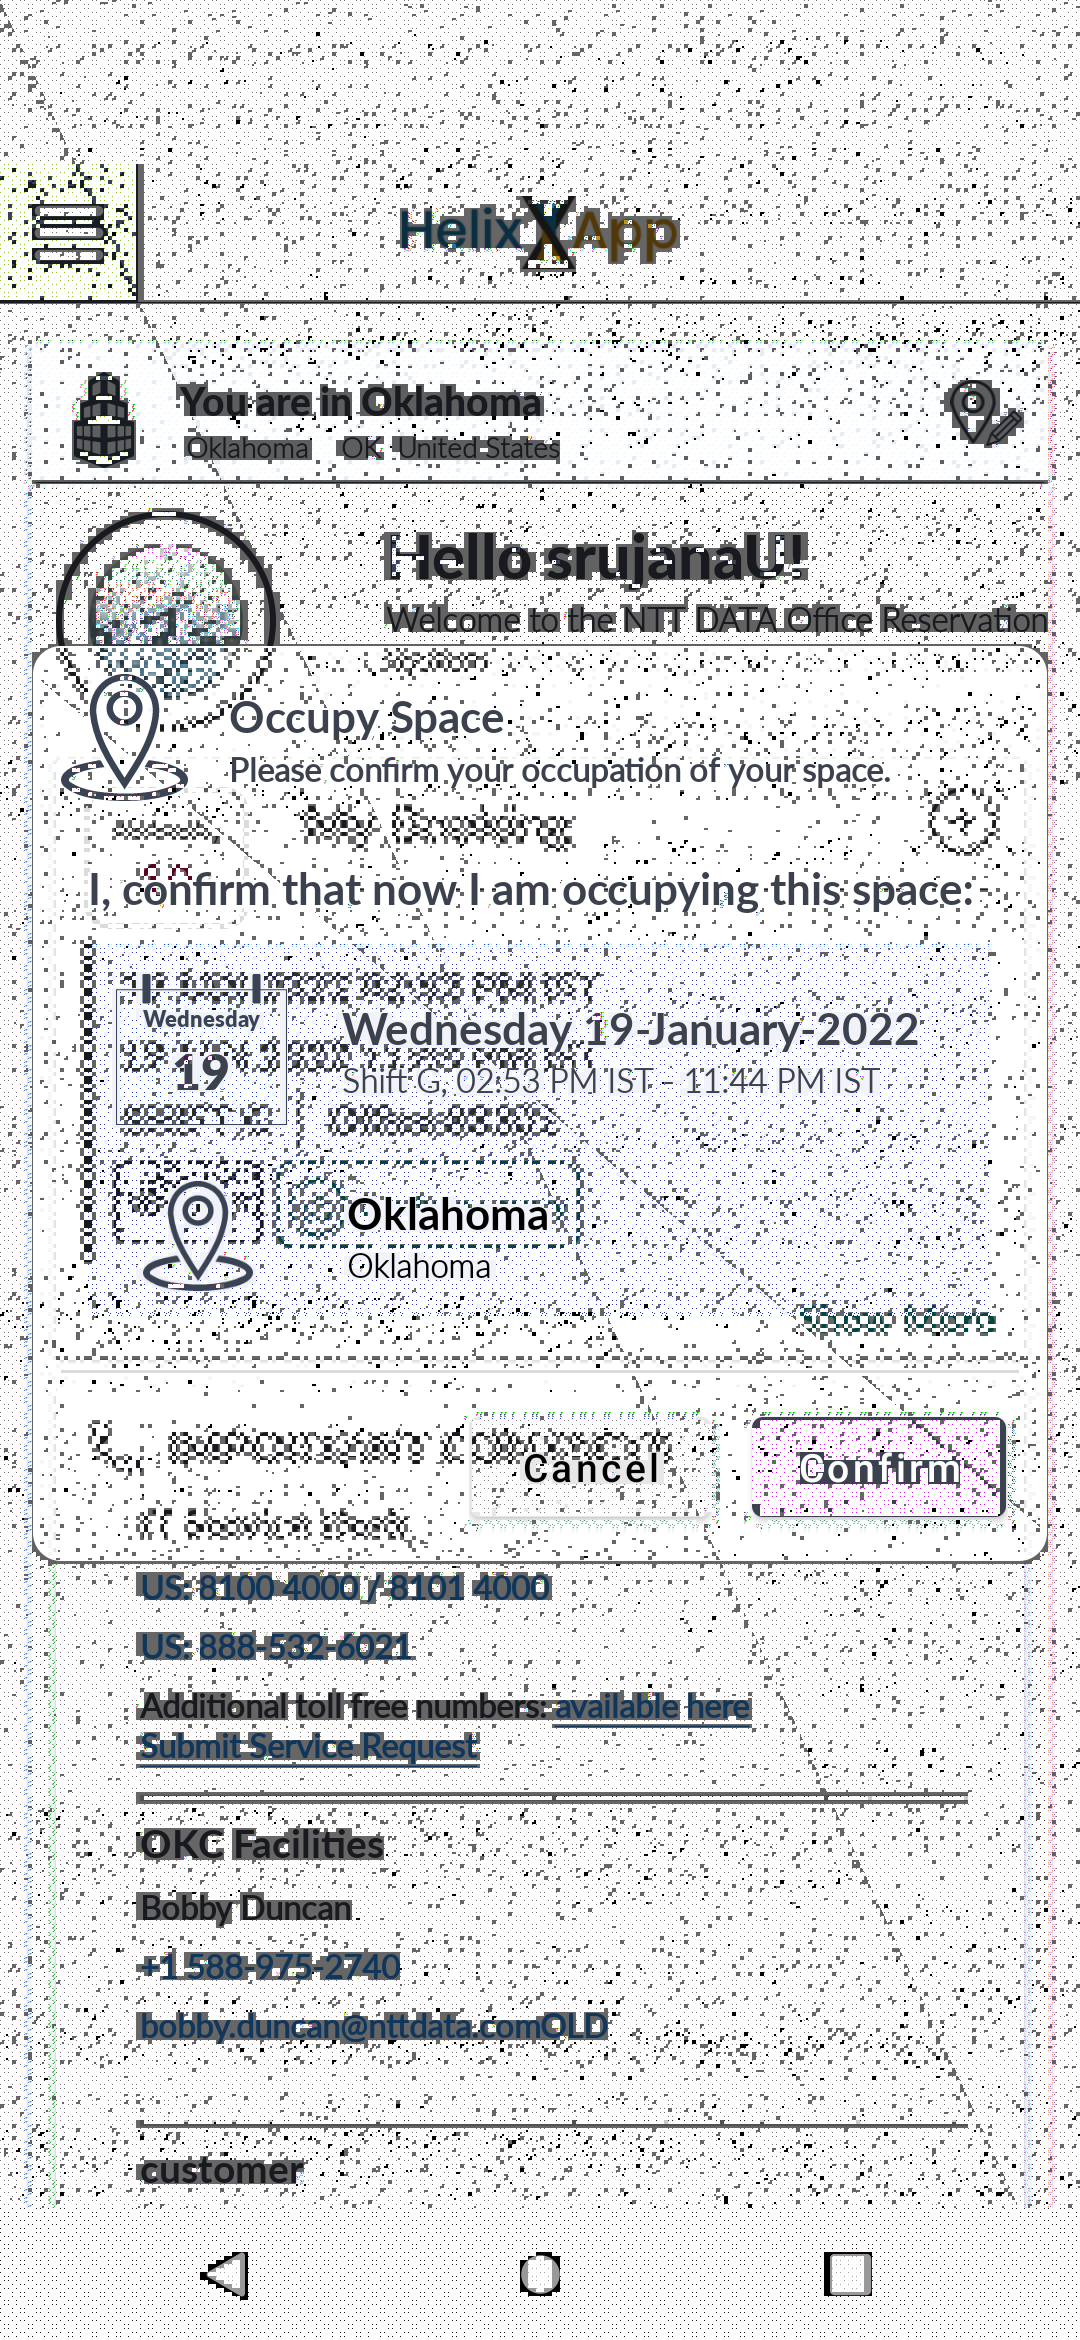 HelixXApp
You are in Oklahoma
Oklahoma OK United States
Hello srujanaU!
Welcome to the NTT DATA Office Reservation
Occupy Space
Please confirm your occupation of your space.
I, confirm that now I am occupying this space:
Wednesday
19
Wednesday 19-January-2022
Shift G, 02:53 PM IST - 11:44 PM IST
Oklahoma
Oklahoma
Cancel
Confirm
US: 8100 4000 / 8101 4000
US: 888-532-6021
Additional toll free numbers: available here
Submit Service Request
OKC Facilities
Bobby Duncan
+1 588-975-2740
bobby.duncan@nttdata.comOLD
customer